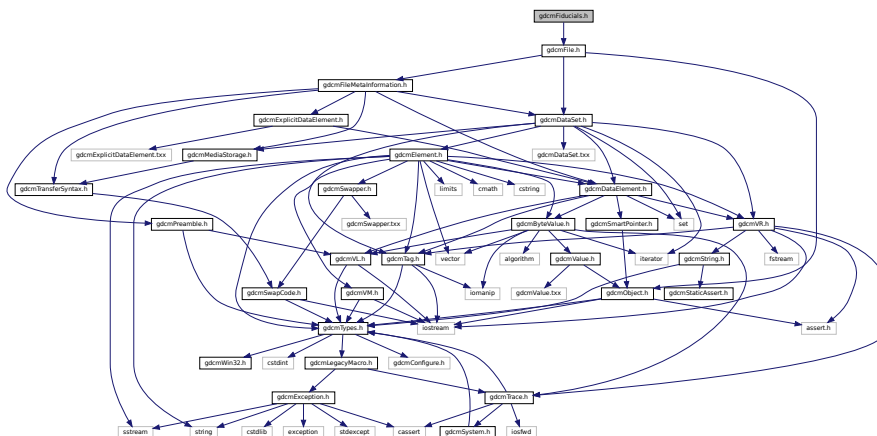 gdcmFiducials.h
gdcmFile.h
gdcmFileMetaInformation.h
gdcmExplicitDataElement.h
gdcmDataSet.h
gdcmExplicitDataElement.txx
gdcmMediaStorage.h
gdcmElement.h
gdcmDataSet.txx
gdcmTransferSyntax.h
gdcmSwapper.h
limits
cmath
cstring
gdcmDataElement.h
gdcmPreamble.h
gdcmSwapper.txx
gdcmByteValue.h
gdcmSmartPointer.h
set
gdcmVR.h
gdcmVL.h
gdcmTag.h
vector
algorithm
gdcmValue.h
iterator
gdcmString.h
fstream
gdcmSwapCode.h
gdcmVM.h
iomanip
gdcmValue.txx
gdcmObject.h
gdcmStaticAssert.h
gdcmTypes.h
iostream
assert.h
gdcmWin32.h
cstdint
gdcmLegacyMacro.h
gdcmConfigure.h
gdcmException.h
gdcmTrace.h
sstream
string
cstdlib
exception
stdexcept
cassert
gdcmSystem.h
iosfwd